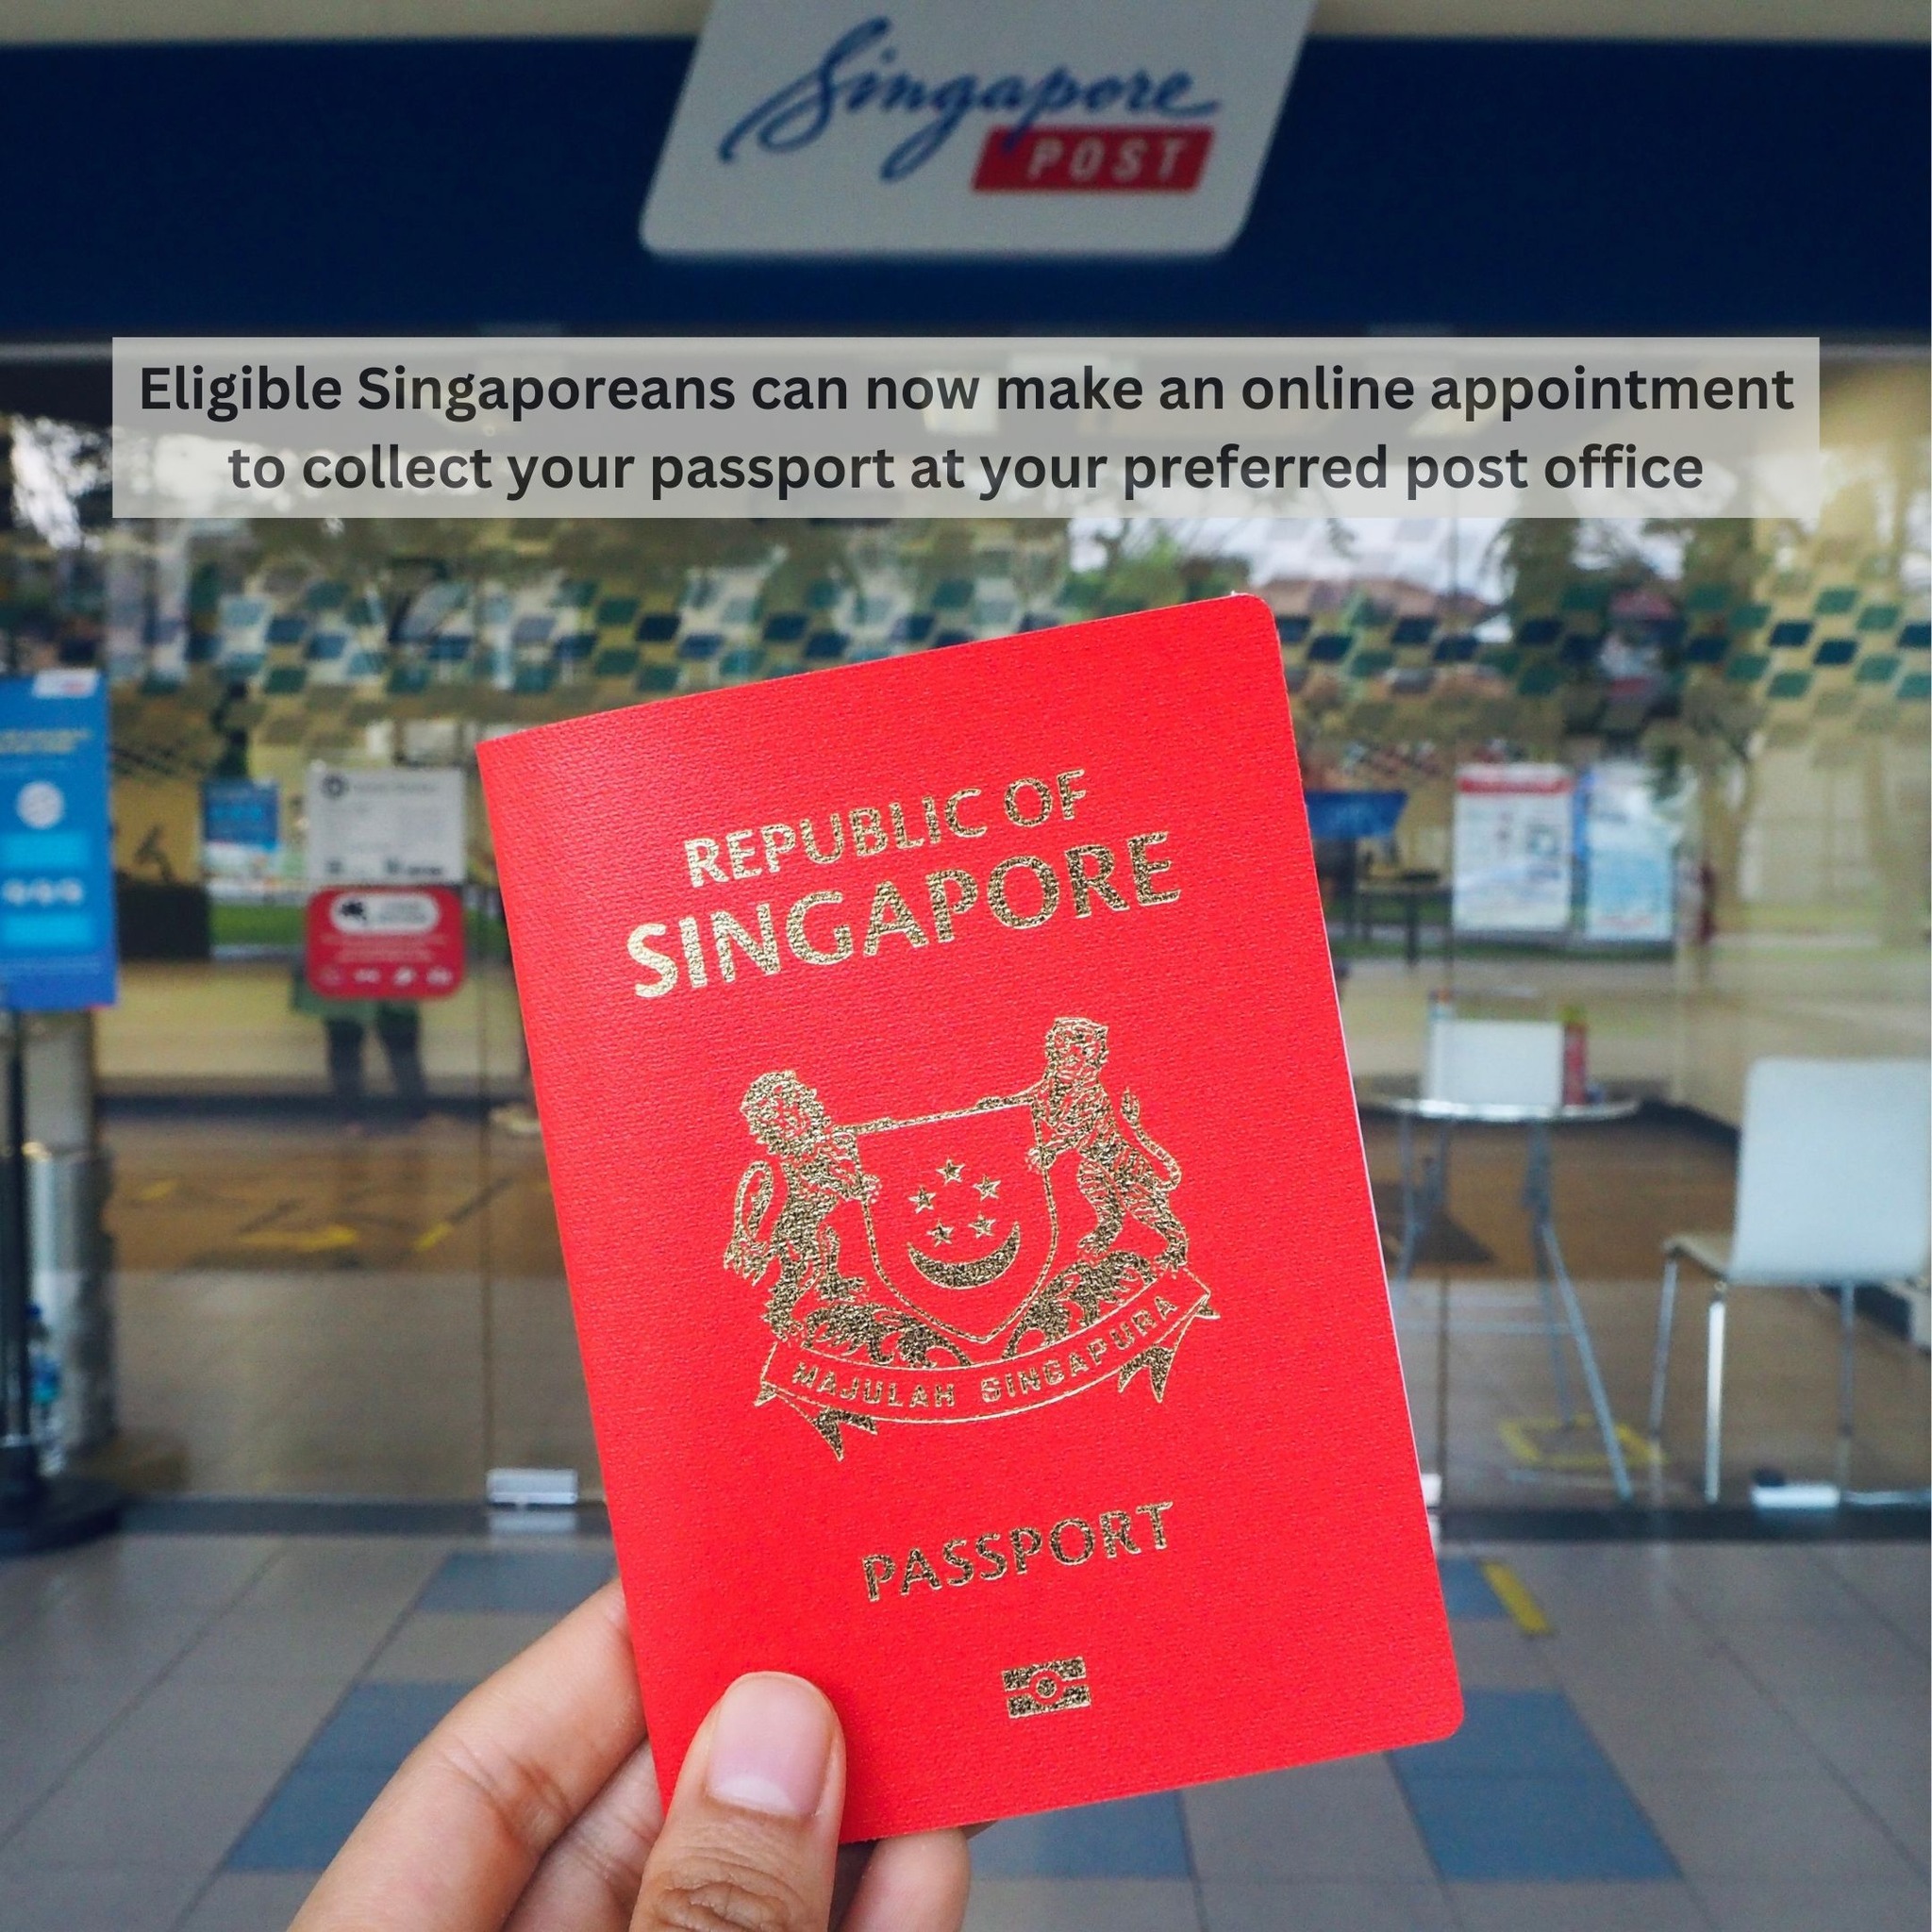 Singapore
POST
Eligible Singaporeans can now make an online appointment
to collect your passport at your preferred post office
REPUBLIC OF
SINGAPORE
MAJULAH SINGAPURA
PASSPORT